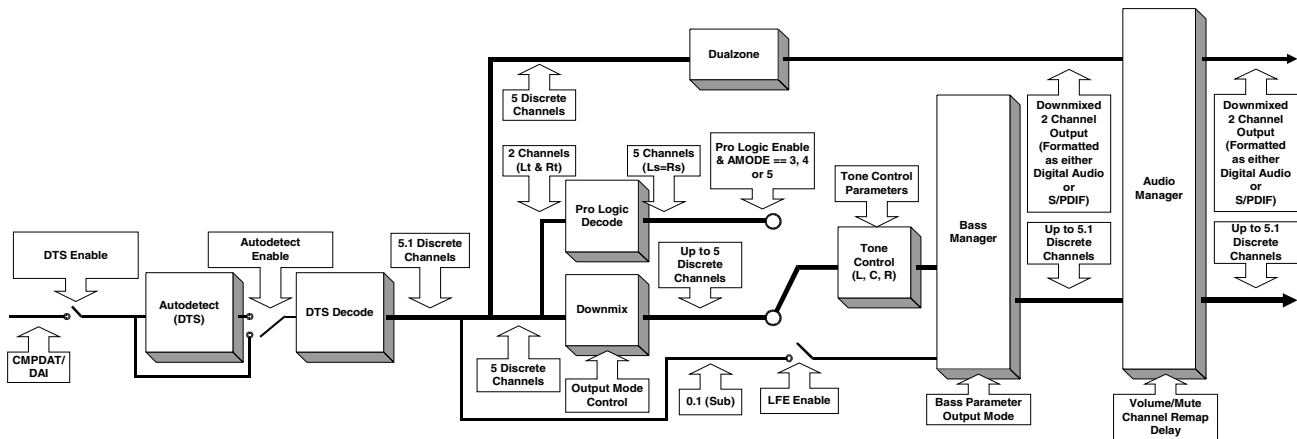 Dualzone
5 Discrete
Channels
Downmixed
2 Channel
Output
(Formatted
as either
Digital Audio
or
S/PDIF)
Audio
Manager
Downmixed
2 Channel
Output
(Formatted
as either
Digital Audio
or
S/PDIF)
2 Channels
(Lt & Rt)
5 Channels
(Ls=Rs)
Pro Logic Enable
& AMODE == 3, 4
or 5
Tone Control
Parameters
Pro Logic
Decode
Bass
Manager
DTS Enable
Autodetect
Enable
5.1 Discrete
Channels
Up to 5
Discrete
Channels
Tone
Control
(L, C, R)
Up to 5.1
Discrete
Channels
Up to 5.1
Discrete
Channels
Autodetect
(DTS)
DTS Decode
Downmix
CMPDAT/
DAI
5 Discrete
Channels
Output Mode
Control
0.1 (Sub)
LFE Enable
Bass Parameter
Output Mode
Volume/Mute
Channel Remap
Delay